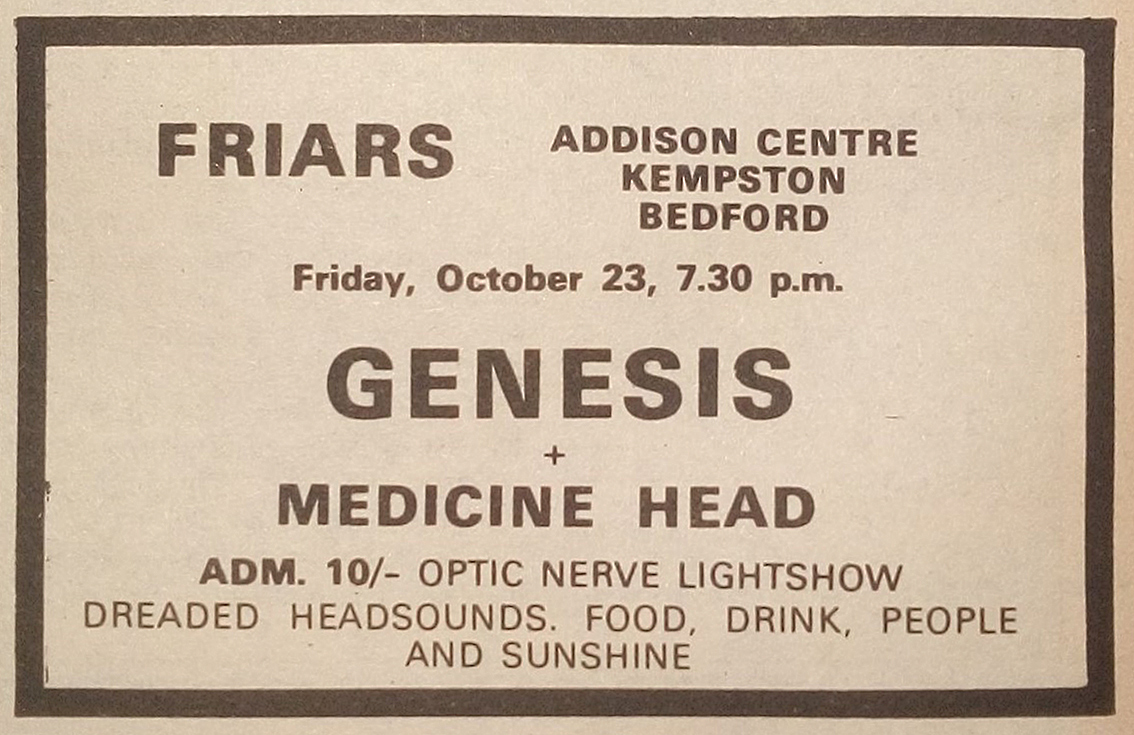 FRIARS
ADDISON CENTRE
KEMPSTON
BEDFORD
Friday, October 23, 7.30 p.m.
GENESIS
+
MEDICINE HEAD
ADM. 10/– OPTIC NERVE LIGHTSHOW
DREADED HEADSOUNDS. FOOD, DRINK, PEOPLE
AND SUNSHINE